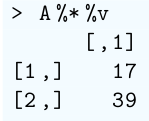 > A%*%v
     [,1]
[1,]   17
[2,]   39